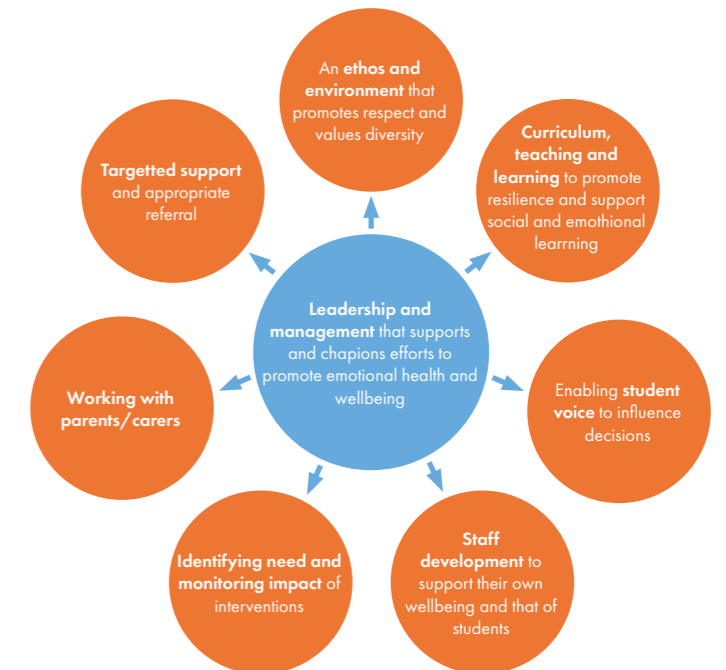 An ethos and
environment that
promotes respect and
values diversity
Curriculum,
teaching and
learning to promote
resilience and support
social and emothional
learrning
Enabling student
voice to influence
decisions
Staff
development to
support their own
wellbeing and that of
students
Identifying need and
monitoring impact of
interventions
Working with
parents/carers
Targetted support
and appropriate
referral
Leadership and
management that supports
and chapions efforts to
promote emotional health and
wellbeing